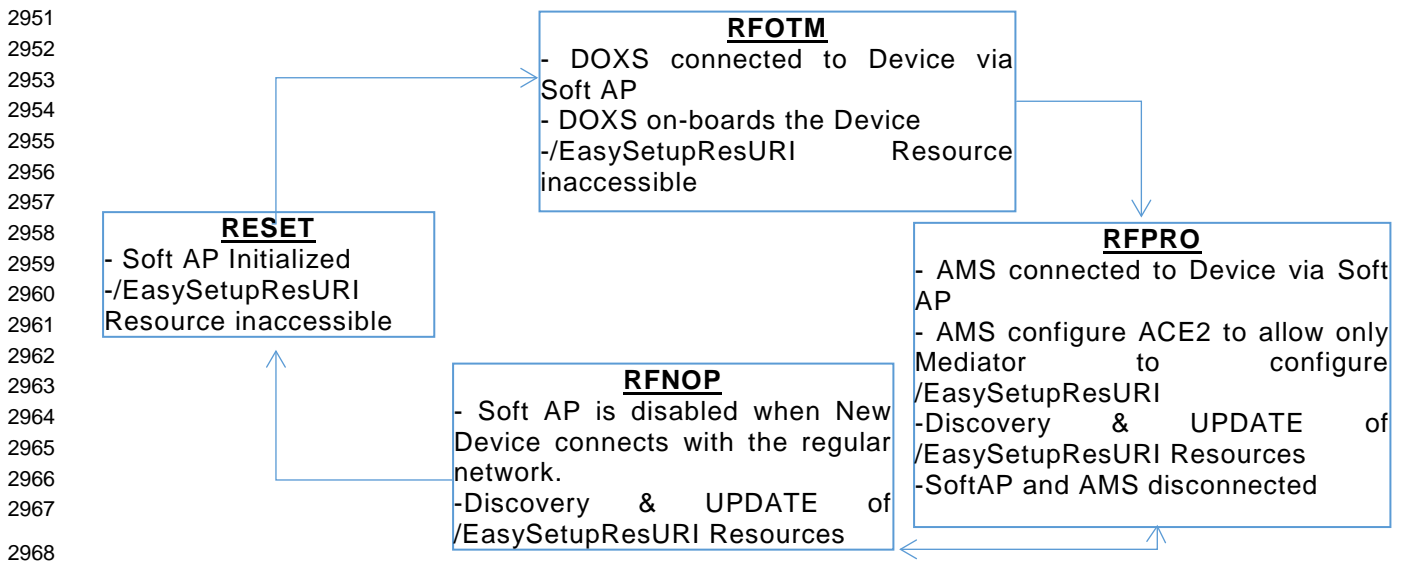 2951
2952
2953
2954
2955
2956
2957
2958
2959
2960
2961
2962
2963
2964
2965
2966
2967
2968
RFOTM
- DOXS connected to Device via
Soft AP
- DOXS on-boards the Device
-/EasySetupResURI Resource
inaccessible
RESET
- Soft AP Initialized
-/EasySetupResURI
Resource inaccessible
RFPRO
- AMS connected to Device via Soft
AP
- AMS configure ACE2 to allow only
Mediator to configure
/EasySetupResURI
-Discovery & UPDATE of
/EasySetupResURI Resources
-SoftAP and AMS disconnected
RFNOP
- Soft AP is disabled when New
Device connects with the regular
network.
-Discovery & UPDATE of
/EasySetupResURI Resources